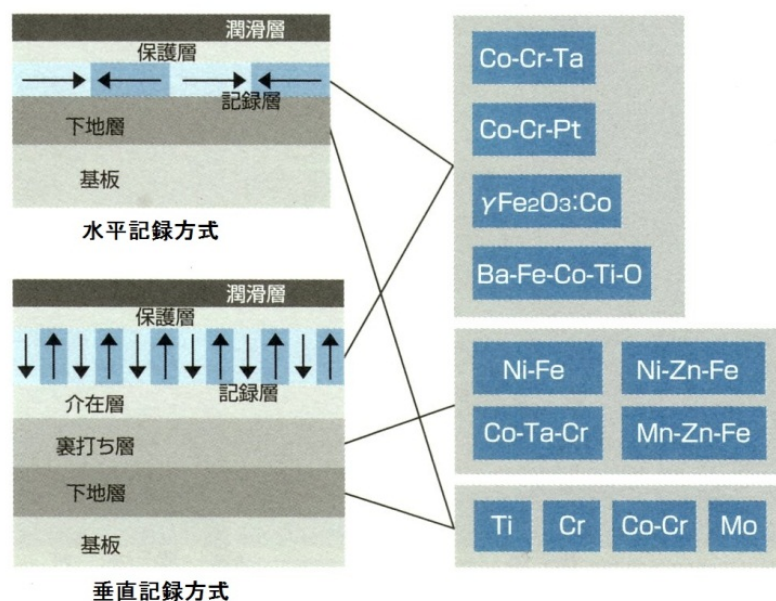 潤滑層
保護層
記録層
下地層
基板
水平記録方式
潤滑層
保護層
記録層
介在層
裏打ち層
下地層
基板
垂直記録方式
Co-Cr-Ta
Co-Cr-Pt
γFe₂O₃:Co
Ba-Fe-Co-Ti-O
Ni-Fe Ni-Zn-Fe
Co-Ta-Cr Mn-Zn-Fe
Ti Cr Co-Cr Mo